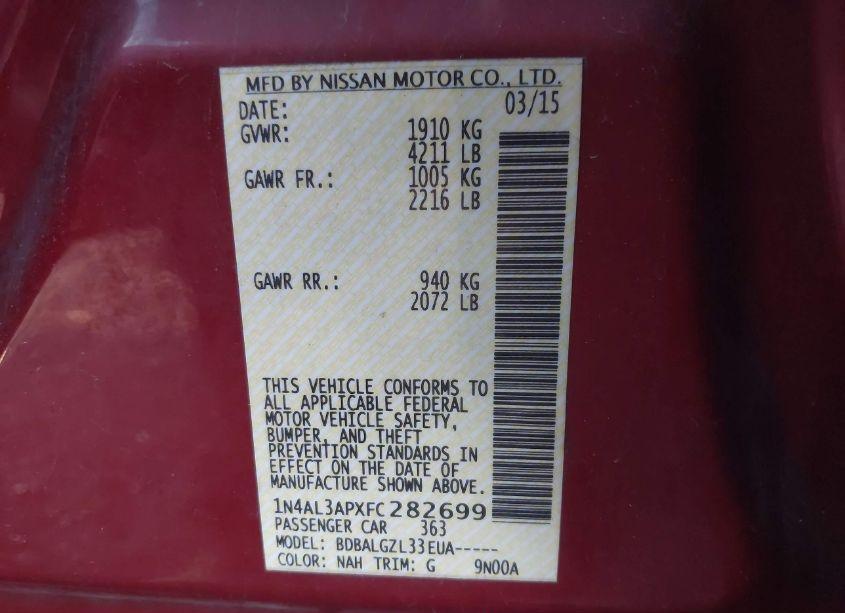 MFD BY NISSAN MOTOR CO., LTD.
DATE: 03/15
GVWR: 1910 KG
4211 LB
GAWR FR.: 1005 KG
2216 LB
GAWR RR.: 940 KG
2072 LB
THIS VEHICLE CONFORMS TO
ALL APPLICABLE FEDERAL
MOTOR VEHICLE SAFETY,
BUMPER, AND THEFT
PREVENTION STANDARDS IN
EFFECT ON THE DATE OF
MANUFACTURE SHOWN ABOVE.
1N4AL3APXFC282699
PASSENGER CAR 363
MODEL: BDBALGZL33EUA-----
COLOR: NAH TRIM: G 9N00A